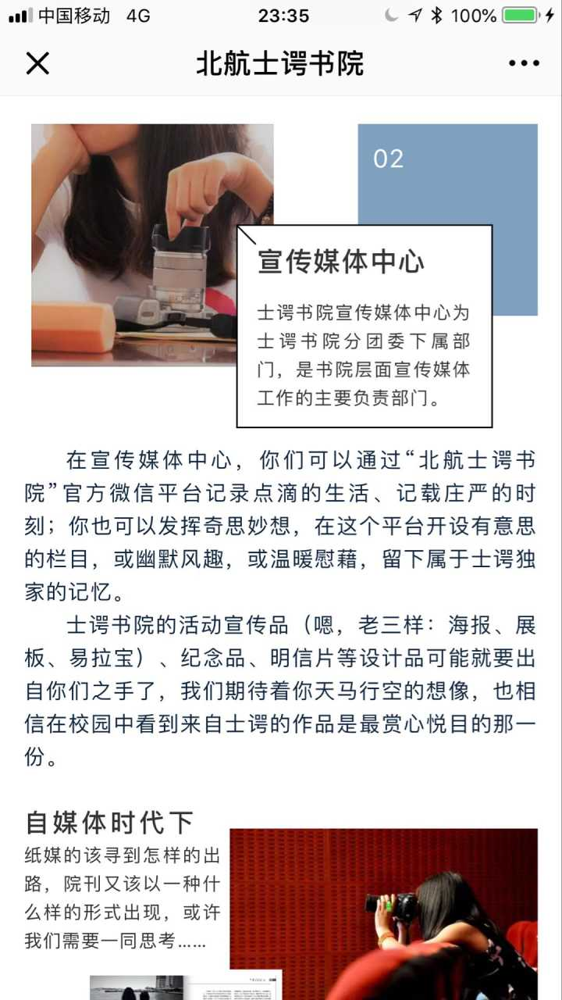 中国移动 4G 23:35 100%
北航士谔书院
02
宣传媒体中心
士谔书院宣传媒体中心为
士谔书院分团委下属部
门，是书院层面宣传媒体
工作的主要负责部门。
在宣传媒体中心，你们可以通过“北航士谔书
院”官方微信平台记录点滴的生活、记载庄严的时
刻；你也可以发挥奇思妙想，在这个平台开设有意思
的栏目，或幽默风趣，或温暖慰藉，留下属于士谔独
家的记忆。
士谔书院的活动宣传品（嗯，老三样：海报、展
板、易拉宝）、纪念品、明信片等设计品可能就要出
自你们之手了，我们期待着你天马行空的想像，也相
信在校园中看到来自士谔的作品是最赏心悦目的那一
份。
自媒体时代下
纸媒的该寻到怎样的出
路，院刊又该以一种什
么样的形式出现，或许
我们需要一同思考……